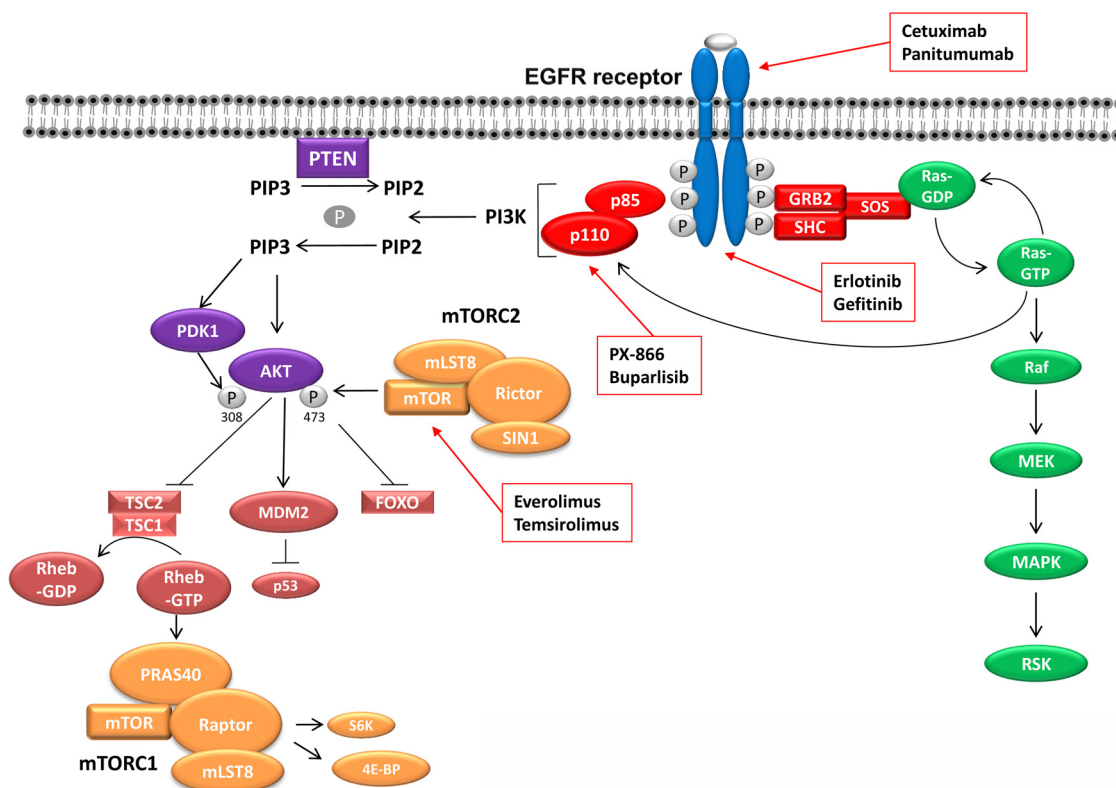 Cetuximab
Panitumumab
EGFR receptor
PTEN
PIP3
PIP2
P
PI3K
p85
p110
P
P
P
P
P
P
GRB2
SHC
SOS
Ras-
GDP
Ras-
GTP
PIP3
PIP2
Erlotinib
Gefitinib
PDK1
mTORC2
AKT
P
308
P
473
mLST8
mTOR
Rictor
SIN1
PX-866
Buparlisib
Raf
MEK
Everolimus
Temsirolimus
TSC2
TSC1
MDM2
FOXO
Rheb
-GDP
Rheb
-GTP
p53
MAPK
RSK
PRAS40
mTOR
Raptor
mLST8
mTORC1
S6K
4E-BP